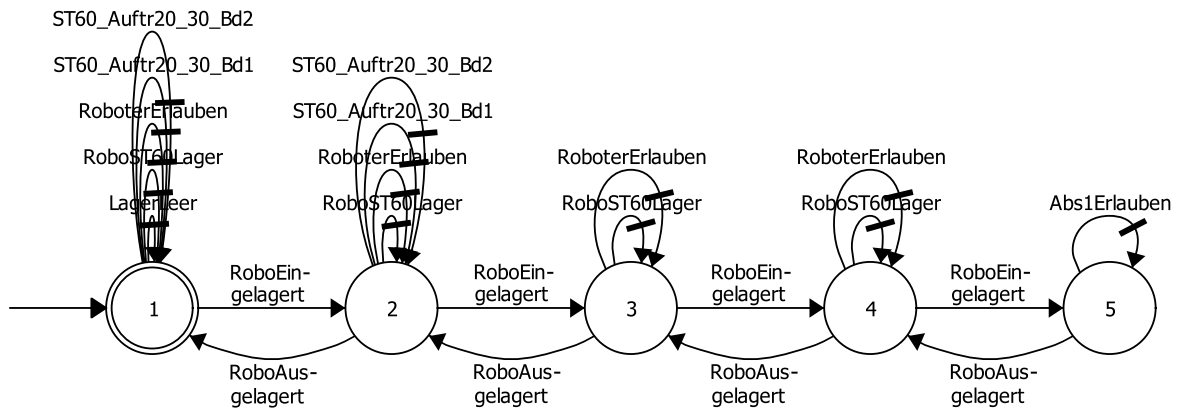 ST60_Auftr20_30_Bd2
ST60_Auftr20_30_Bd1
ST60_Auftr20_30_Bd2
RoboterErlauben
ST60_Auftr20_30_Bd1
RoboST60Lager
RoboterErlauben
RoboterErlauben
RoboterErlauben
LagerLeer
RoboST60Lager
RoboST60Lager
RoboST60Lager
Abs1Erlauben
RoboEin-
gelagert
RoboEin-
gelagert
RoboEin-
gelagert
RoboEin-
gelagert
1
2
3
4
5
RoboAus-
gelagert
RoboAus-
gelagert
RoboAus-
gelagert
RoboAus-
gelagert